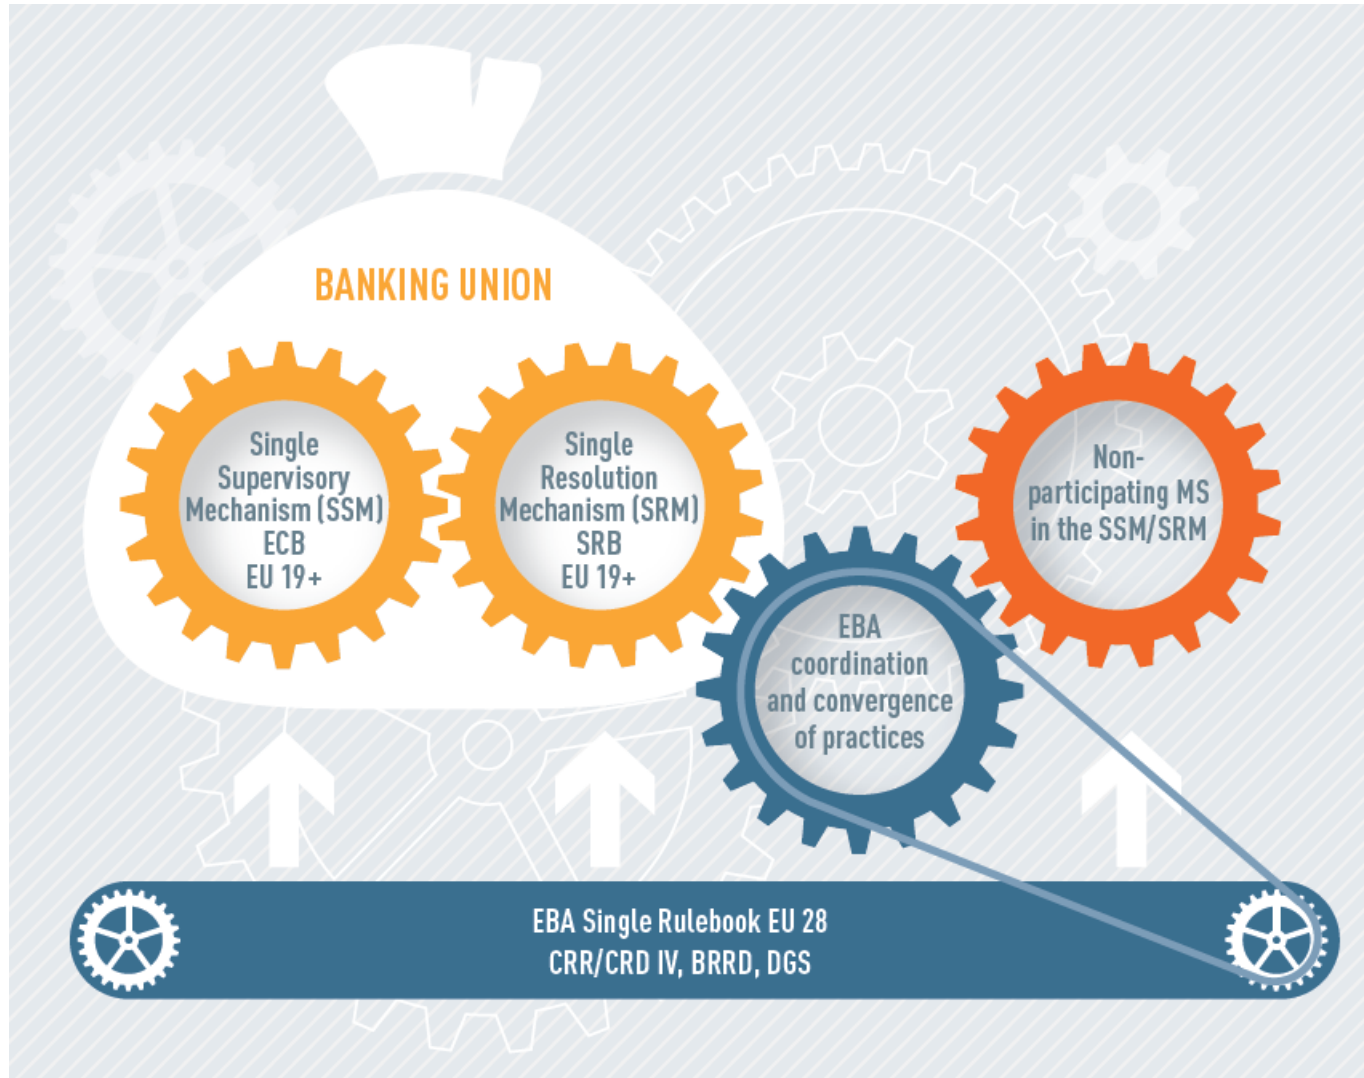 BANKING UNION
Single
Supervisory
Mechanism (SSM)
ECB
EU 19+
Single
Resolution
Mechanism (SRM)
SRB
EU 19+
Non-
participating MS
in the SSM/SRM
EBA
coordination
and convergence
of practices
EBA Single Rulebook EU 28
CRR/CRD IV, BRRD, DGS